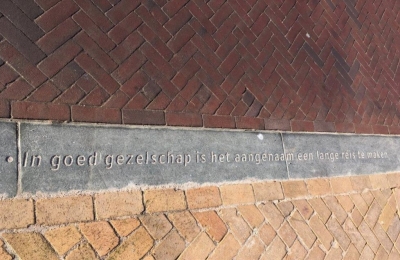 In goed gezelschap is het aangenaam een lange reis te maken